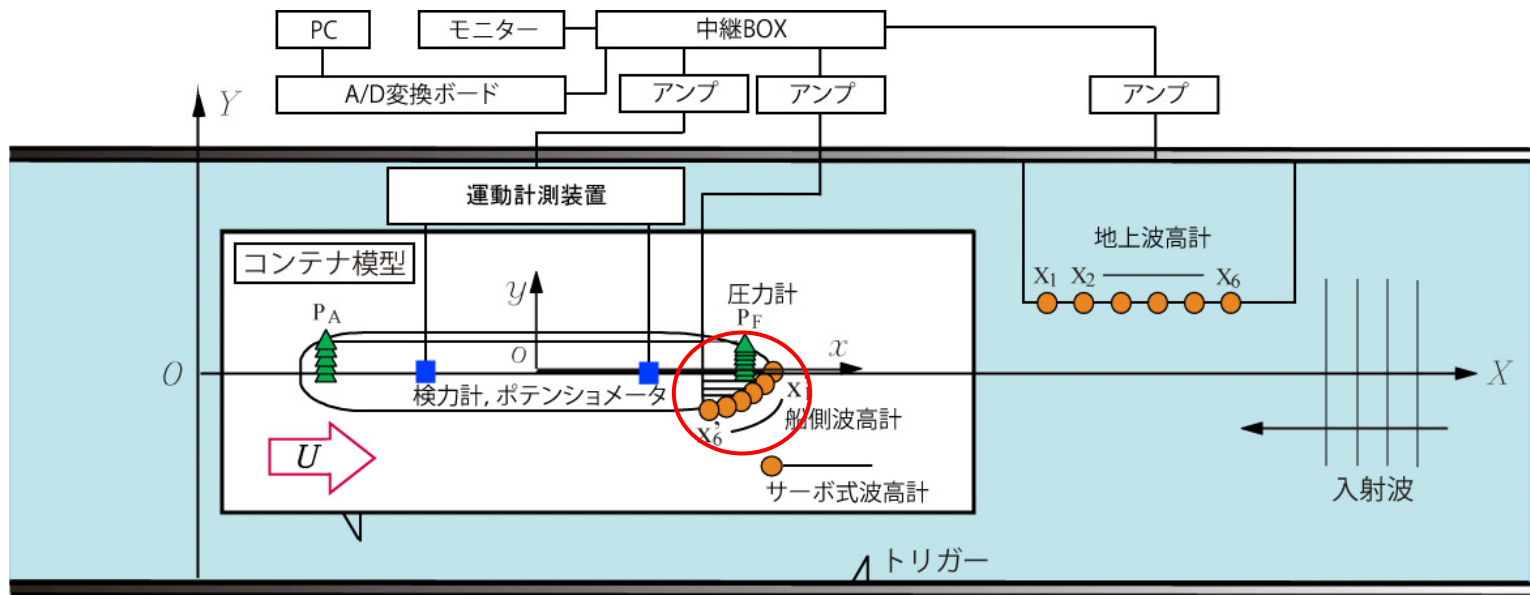 PC
モニター
中継BOX
A/D変換ボード
アンプ
アンプ
アンプ
Y
運動計測装置
コンテナ模型
地上波高計
X1 X2 X6
y
圧力計
PA
PF
o
x
O
X
検力計, ポテンショメータ
x1'
船側波高計
x6'
U
サーボ式波高計
入射波
トリガー